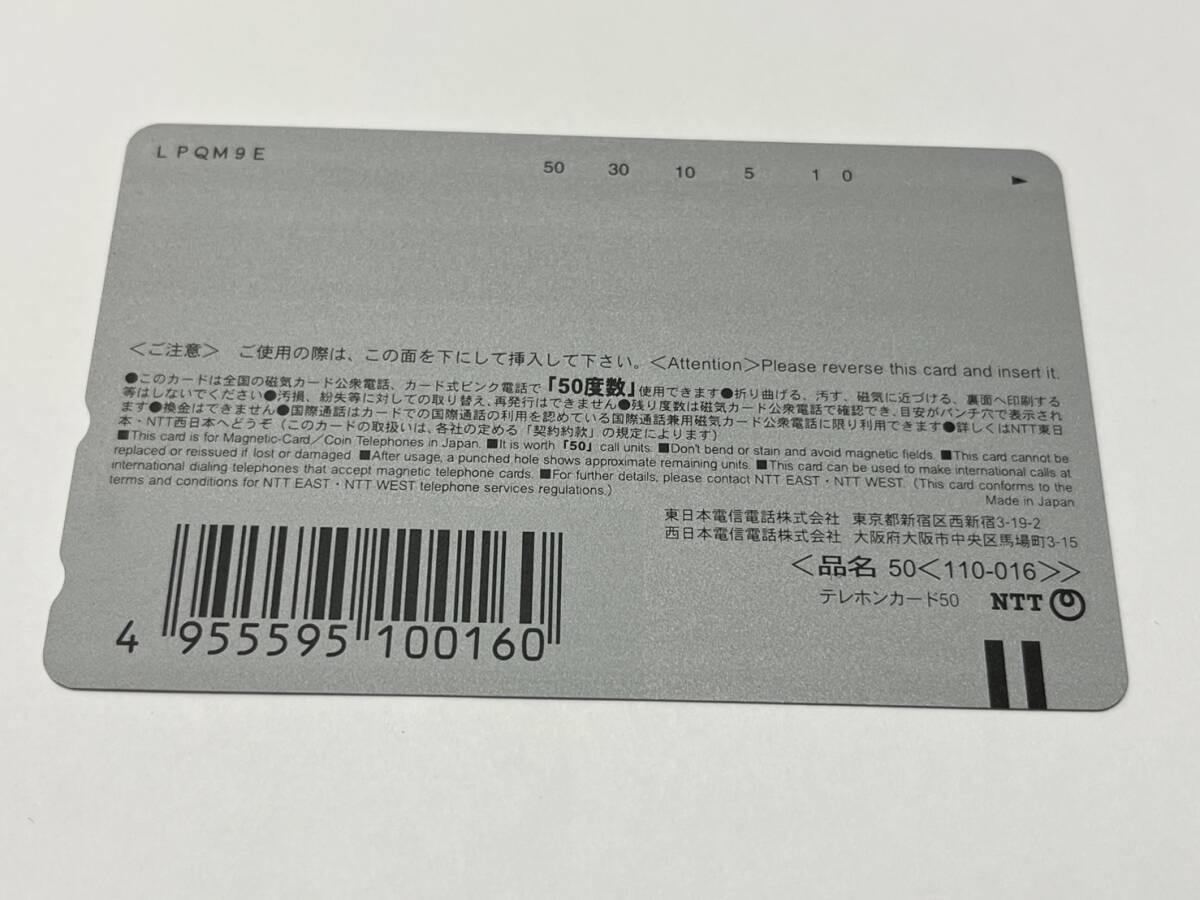 LPQM9E
50 30 10 5 1 0
＜ご注意＞ ご使用の際は、この面を下にして挿入して下さい。＜Attention＞Please reverse this card and insert it.
●このカードは全国の磁気カード公衆電話、カード式ピンク電話で「50度数」使用できます●折り曲げる、汚す、磁気に近づける、裏面へ印刷する
等はしないでください●汚損、紛失等に対しての取り替え、再発行はできません●残り度数は磁気カード公衆電話で確認でき、目安がパンチ穴で表示され
ます●換金はできません●国際通話はカードでの国際通話の利用を認めている国際通話兼用磁気カード公衆電話に限り利用できます●詳しくはNTT東日
本・NTT西日本へどうぞ（このカードの取扱いは、各社の定める「契約約款」の規定によります）
■This card is for Magnetic-Card／Coin Telephones in Japan. ■It is worth「50」call units. ■Don't bend or stain and avoid magnetic fields. ■This card cannot be
replaced or reissued if lost or damaged. ■After usage, a punched hole shows approximate remaining units. ■This card can be used to make international calls at
international dialing telephones that accept magnetic telephone cards. ■For further details, please contact NTT EAST・NTT WEST. (This card conforms to the
terms and conditions for NTT EAST・NTT WEST telephone services regulations.)
Made in Japan
東日本電信電話株式会社 東京都新宿区西新宿3-19-2
西日本電信電話株式会社 大阪府大阪市中央区馬場町3-15
＜品名 50＜110-016＞＞
テレホンカード50 NTT
4 955595 100160